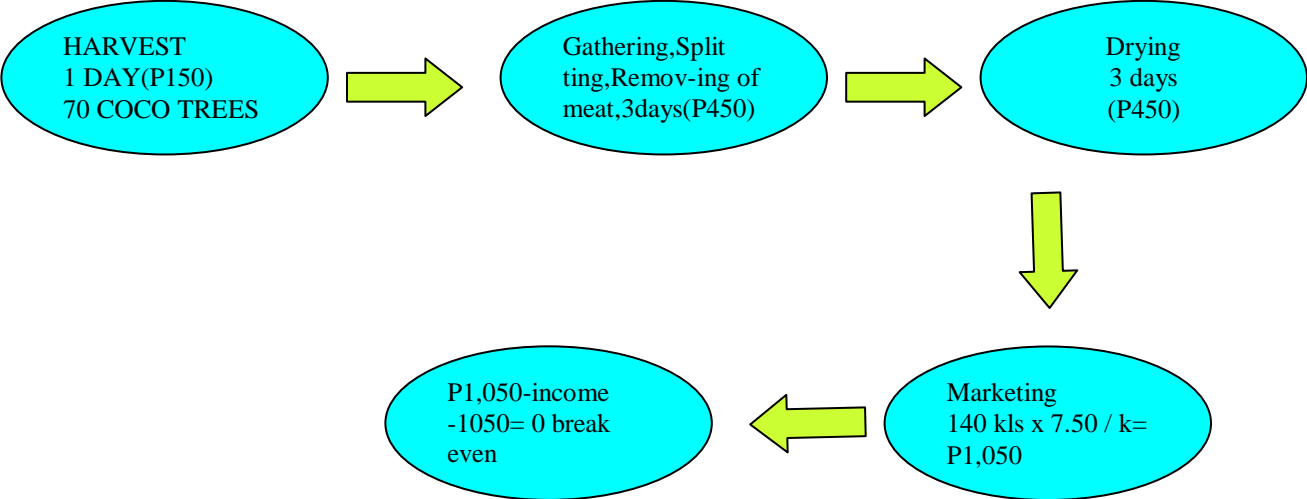 HARVEST
1 DAY(P150)
70 COCO TREES
Gathering,Split
ting,Remov-ing of
meat,3days(P450)
Drying
3 days
(P450)
Marketing
140 kls x 7.50 / k=
P1,050
P1,050-income
-1050= 0 break
even